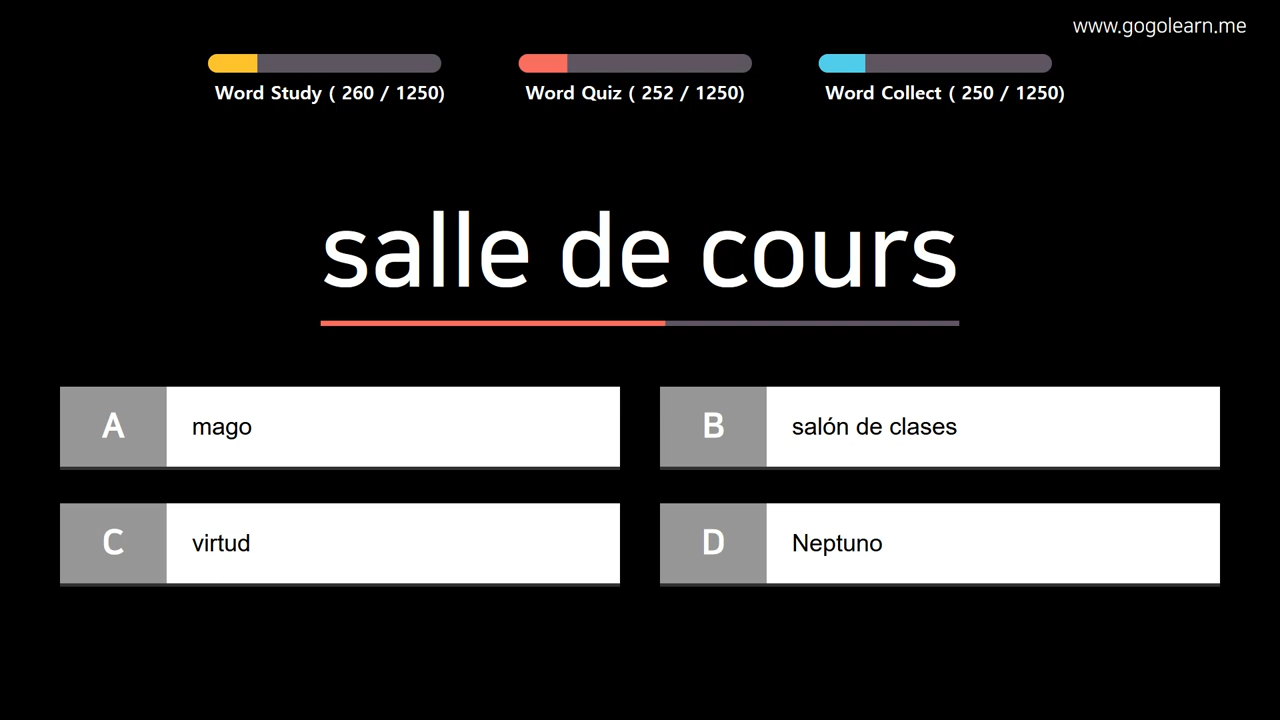 www.gogolearn.me
Word Study ( 260 / 1250)
Word Quiz ( 252 / 1250)
Word Collect ( 250 / 1250)
salle de cours
A
mago
B
salón de clases
C
virtud
D
Neptuno